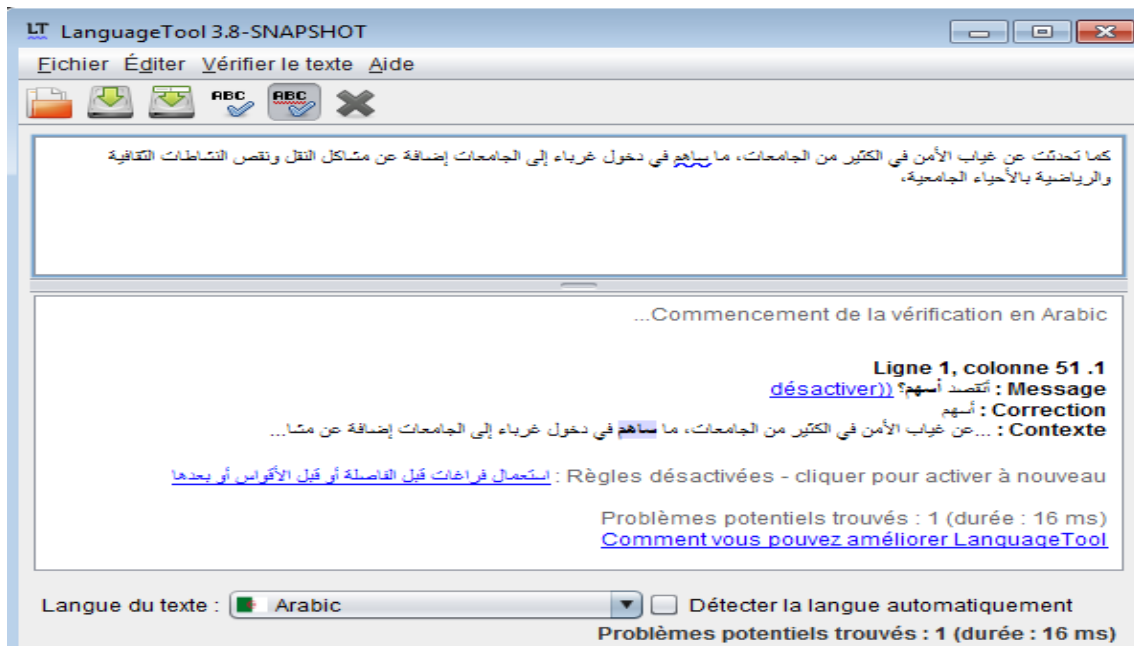 LanguageTool 3.8-SNAPSHOT
Fichier Éditer Vérifier le texte Aide
ABC ABC
كما تحدثت عن غياب الأمن في الكثير من الجامعات، ما ساهم في دخول غرباء إلى الجامعات إضافة عن مشاكل النقل ونقص النشاطات الثقافية
والرياضية بالأحياء الجامعية،
...Commencement de la vérification en Arabic
Ligne 1, colonne 51 .1
Message : أتقصد أسهم؟ ((désactiver
Correction : أسهم
Contexte : ...عن غياب الأمن في الكثير من الجامعات، ما ساهم في دخول غرباء إلى الجامعات إضافة عن مشا...
Règles désactivées - cliquer pour activer à nouveau : استعمال فراغات قبل الفاصلة أو قبل الأقواس أو بعدها
Problèmes potentiels trouvés : 1 (durée : 16 ms)
Comment vous pouvez améliorer LanguageTool
Langue du texte : Arabic Détecter la langue automatiquement
Problèmes potentiels trouvés : 1 (durée : 16 ms)